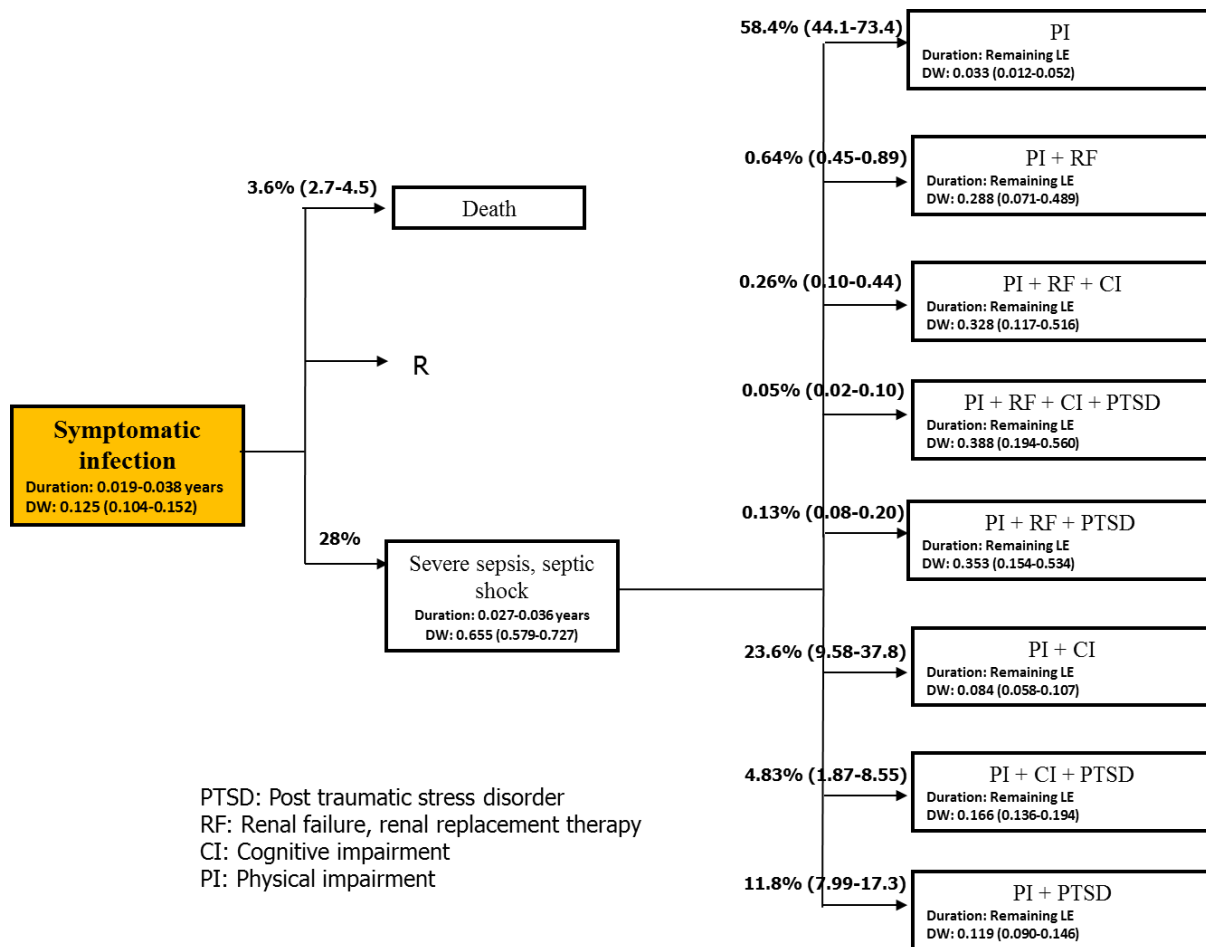 58.4% (44.1-73.4)
PI
Duration: Remaining LE
DW: 0.033 (0.012-0.052)
0.64% (0.45-0.89)
PI + RF
Duration: Remaining LE
DW: 0.288 (0.071-0.489)
3.6% (2.7-4.5)
Death
0.26% (0.10-0.44)
PI + RF + CI
Duration: Remaining LE
DW: 0.328 (0.117-0.516)
R
0.05% (0.02-0.10)
PI + RF + CI + PTSD
Duration: Remaining LE
DW: 0.388 (0.194-0.560)
Symptomatic
infection
Duration: 0.019-0.038 years
DW: 0.125 (0.104-0.152)
0.13% (0.08-0.20)
PI + RF + PTSD
Duration: Remaining LE
DW: 0.353 (0.154-0.534)
28%
Severe sepsis, septic
shock
Duration: 0.027-0.036 years
DW: 0.655 (0.579-0.727)
23.6% (9.58-37.8)
PI + CI
Duration: Remaining LE
DW: 0.084 (0.058-0.107)
4.83% (1.87-8.55)
PI + CI + PTSD
Duration: Remaining LE
DW: 0.166 (0.136-0.194)
PTSD: Post traumatic stress disorder
RF: Renal failure, renal replacement therapy
CI: Cognitive impairment
PI: Physical impairment
11.8% (7.99-17.3)
PI + PTSD
Duration: Remaining LE
DW: 0.119 (0.090-0.146)